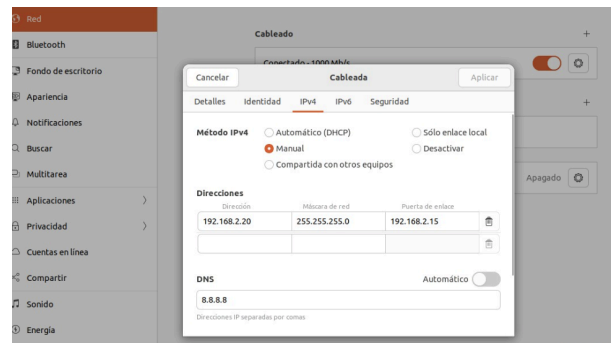 Red
Bluetooth
Fondo de escritorio
Apariencia
Notificaciones
Buscar
Multitarea
Aplicaciones
Privacidad
Cuentas en línea
Compartir
Sonido
Energía
Cableado
Conectado - 1000 Mb/s
Apagado
Cancelar Cableada Aplicar
Detalles Identidad IPv4 IPv6 Seguridad
Método IPv4 Automático (DHCP) Sólo enlace local
Manual Desactivar
Compartida con otros equipos
Direcciones
Dirección Máscara de red Puerta de enlace
192.168.2.20 255.255.255.0 192.168.2.15
DNS Automático
8.8.8.8
Direcciones IP separadas por comas